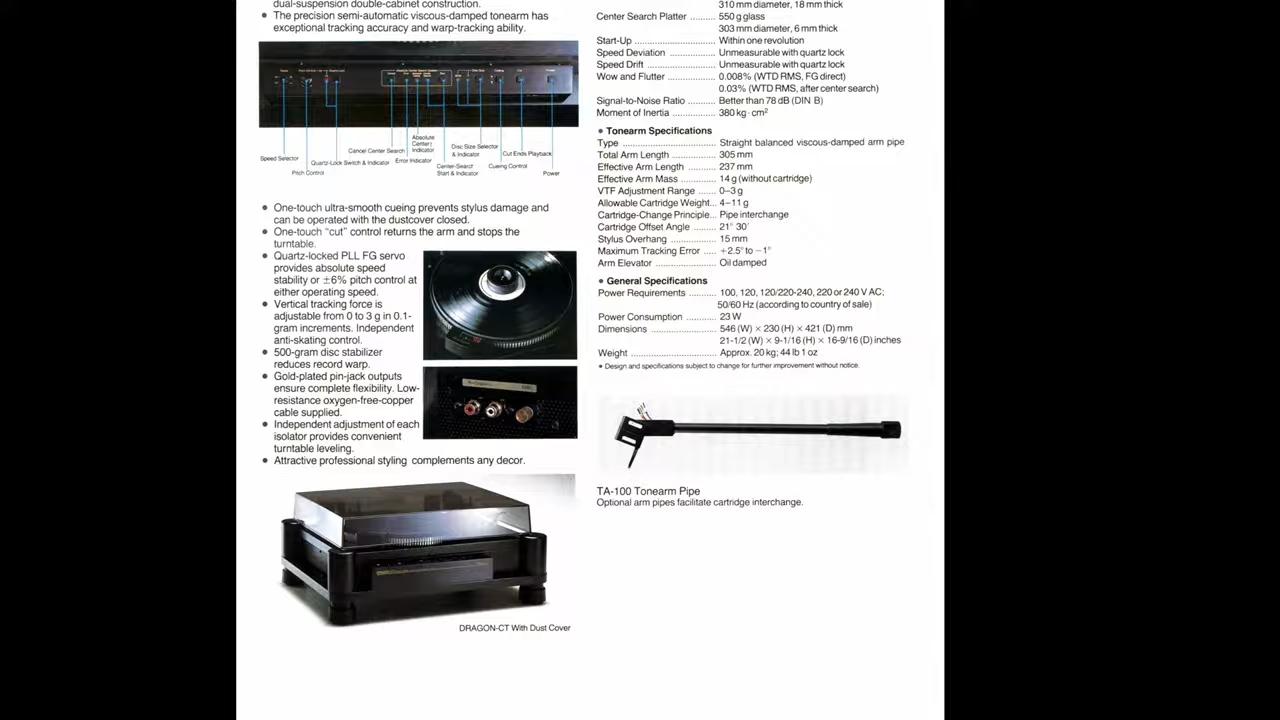 dual-suspension double-cabinet construction.
• The precision semi-automatic viscous-damped tonearm has
exceptional tracking accuracy and warp-tracking ability.
Absolute
Center
Indicator
Disc Size Selector
& Indicator
Cancel Center Search
Cut Ends Playback
Speed Selector
Quartz-Lock Switch & Indicator
Error Indicator
Center-Search
Start & Indicator
Cueing Control
Pitch Control
Power
• One-touch ultra-smooth cueing prevents stylus damage and
can be operated with the dustcover closed.
• One-touch "cut" control returns the arm and stops the
turntable.
• Quartz-locked PLL FG servo
provides absolute speed
stability or ±6% pitch control at
either operating speed.
• Vertical tracking force is
adjustable from 0 to 3 g in 0.1-
gram increments. Independent
anti-skating control.
• 500-gram disc stabilizer
reduces record warp.
• Gold-plated pin-jack outputs
ensure complete flexibility. Low-
resistance oxygen-free-copper
cable supplied.
• Independent adjustment of each
isolator provides convenient
turntable leveling.
• Attractive professional styling complements any decor.
DRAGON-CT With Dust Cover
310 mm diameter, 18 mm thick
Center Search Platter .......... 550 g glass
303 mm diameter, 6 mm thick
Start-Up ................................ Within one revolution
Speed Deviation .................. Unmeasurable with quartz lock
Speed Drift ........................... Unmeasurable with quartz lock
Wow and Flutter ................... 0.008% (WTD RMS, FG direct)
0.03% (WTD RMS, after center search)
Signal-to-Noise Ratio ........... Better than 78 dB (DIN B)
Moment of Inertia ................. 380 kg · cm²
• Tonearm Specifications
Type ..................................... Straight balanced viscous-damped arm pipe
Total Arm Length .................. 305 mm
Effective Arm Length ............ 237 mm
Effective Arm Mass ............. 14 g (without cartridge)
VTF Adjustment Range ....... 0–3 g
Allowable Cartridge Weight... 4–11 g
Cartridge-Change Principle... Pipe interchange
Cartridge Offset Angle ........ 21° 30′
Stylus Overhang .................. 15 mm
Maximum Tracking Error ..... +2.5° to −1°
Arm Elevator ........................ Oil damped
• General Specifications
Power Requirements ........... 100, 120, 120/220-240, 220 or 240 V AC;
50/60 Hz (according to country of sale)
Power Consumption ............ 23 W
Dimensions .......................... 546 (W) × 230 (H) × 421 (D) mm
21-1/2 (W) × 9-1/16 (H) × 16-9/16 (D) inches
Weight .................................. Approx. 20 kg; 44 lb 1 oz
• Design and specifications subject to change for further improvement without notice.
TA-100 Tonearm Pipe
Optional arm pipes facilitate cartridge interchange.